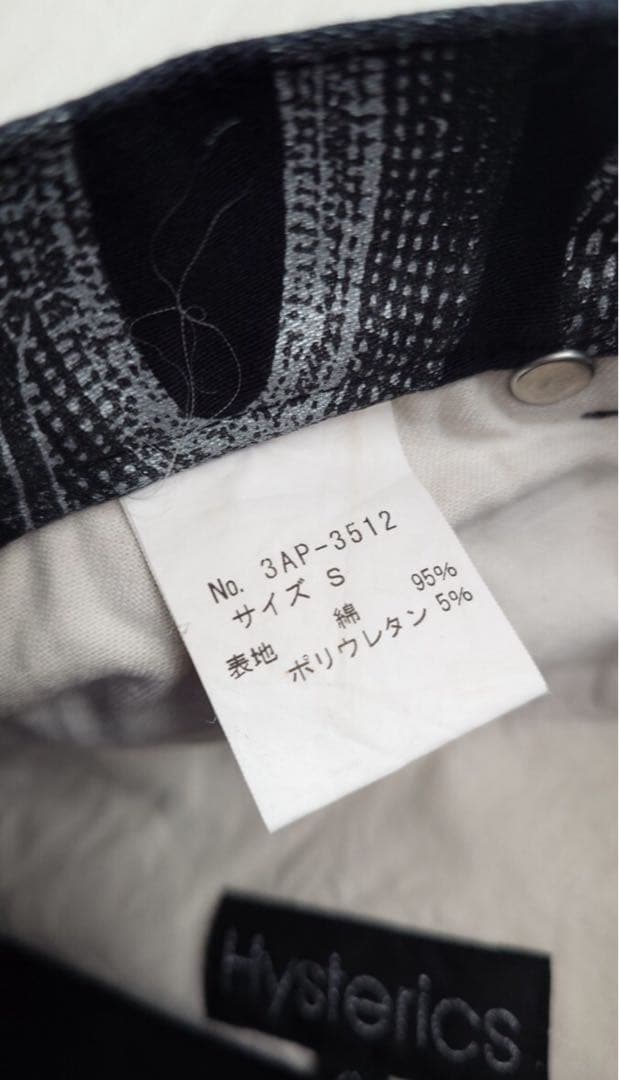 No. 3AP-3512
サイズ S
表地 綿 95%
ポリウレタン 5%
Hysterics